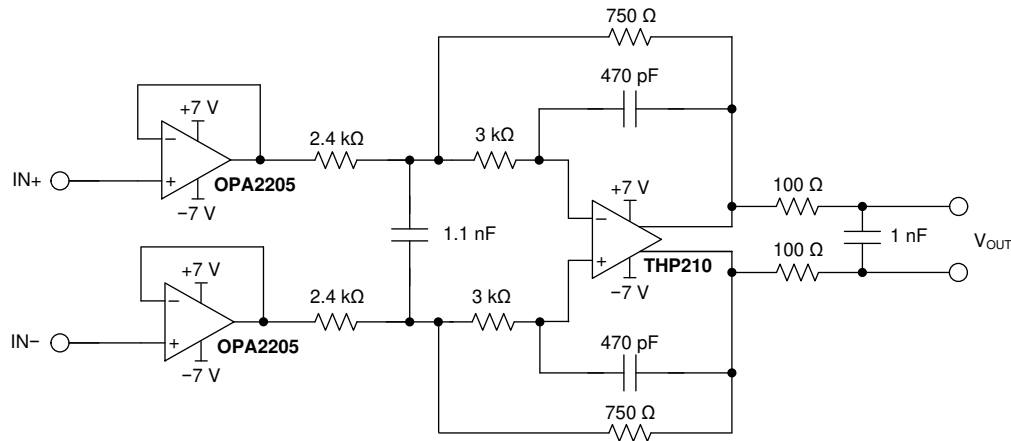 750 Ω
470 pF
+7 V
−
2.4 kΩ
3 kΩ
IN+
+
OPA2205
−7 V
+7 V
100 Ω
−
1.1 nF
1 nF
VOUT
+
THP210
+7 V
−7 V
100 Ω
−
2.4 kΩ
3 kΩ
IN−
+
OPA2205
−7 V
470 pF
750 Ω